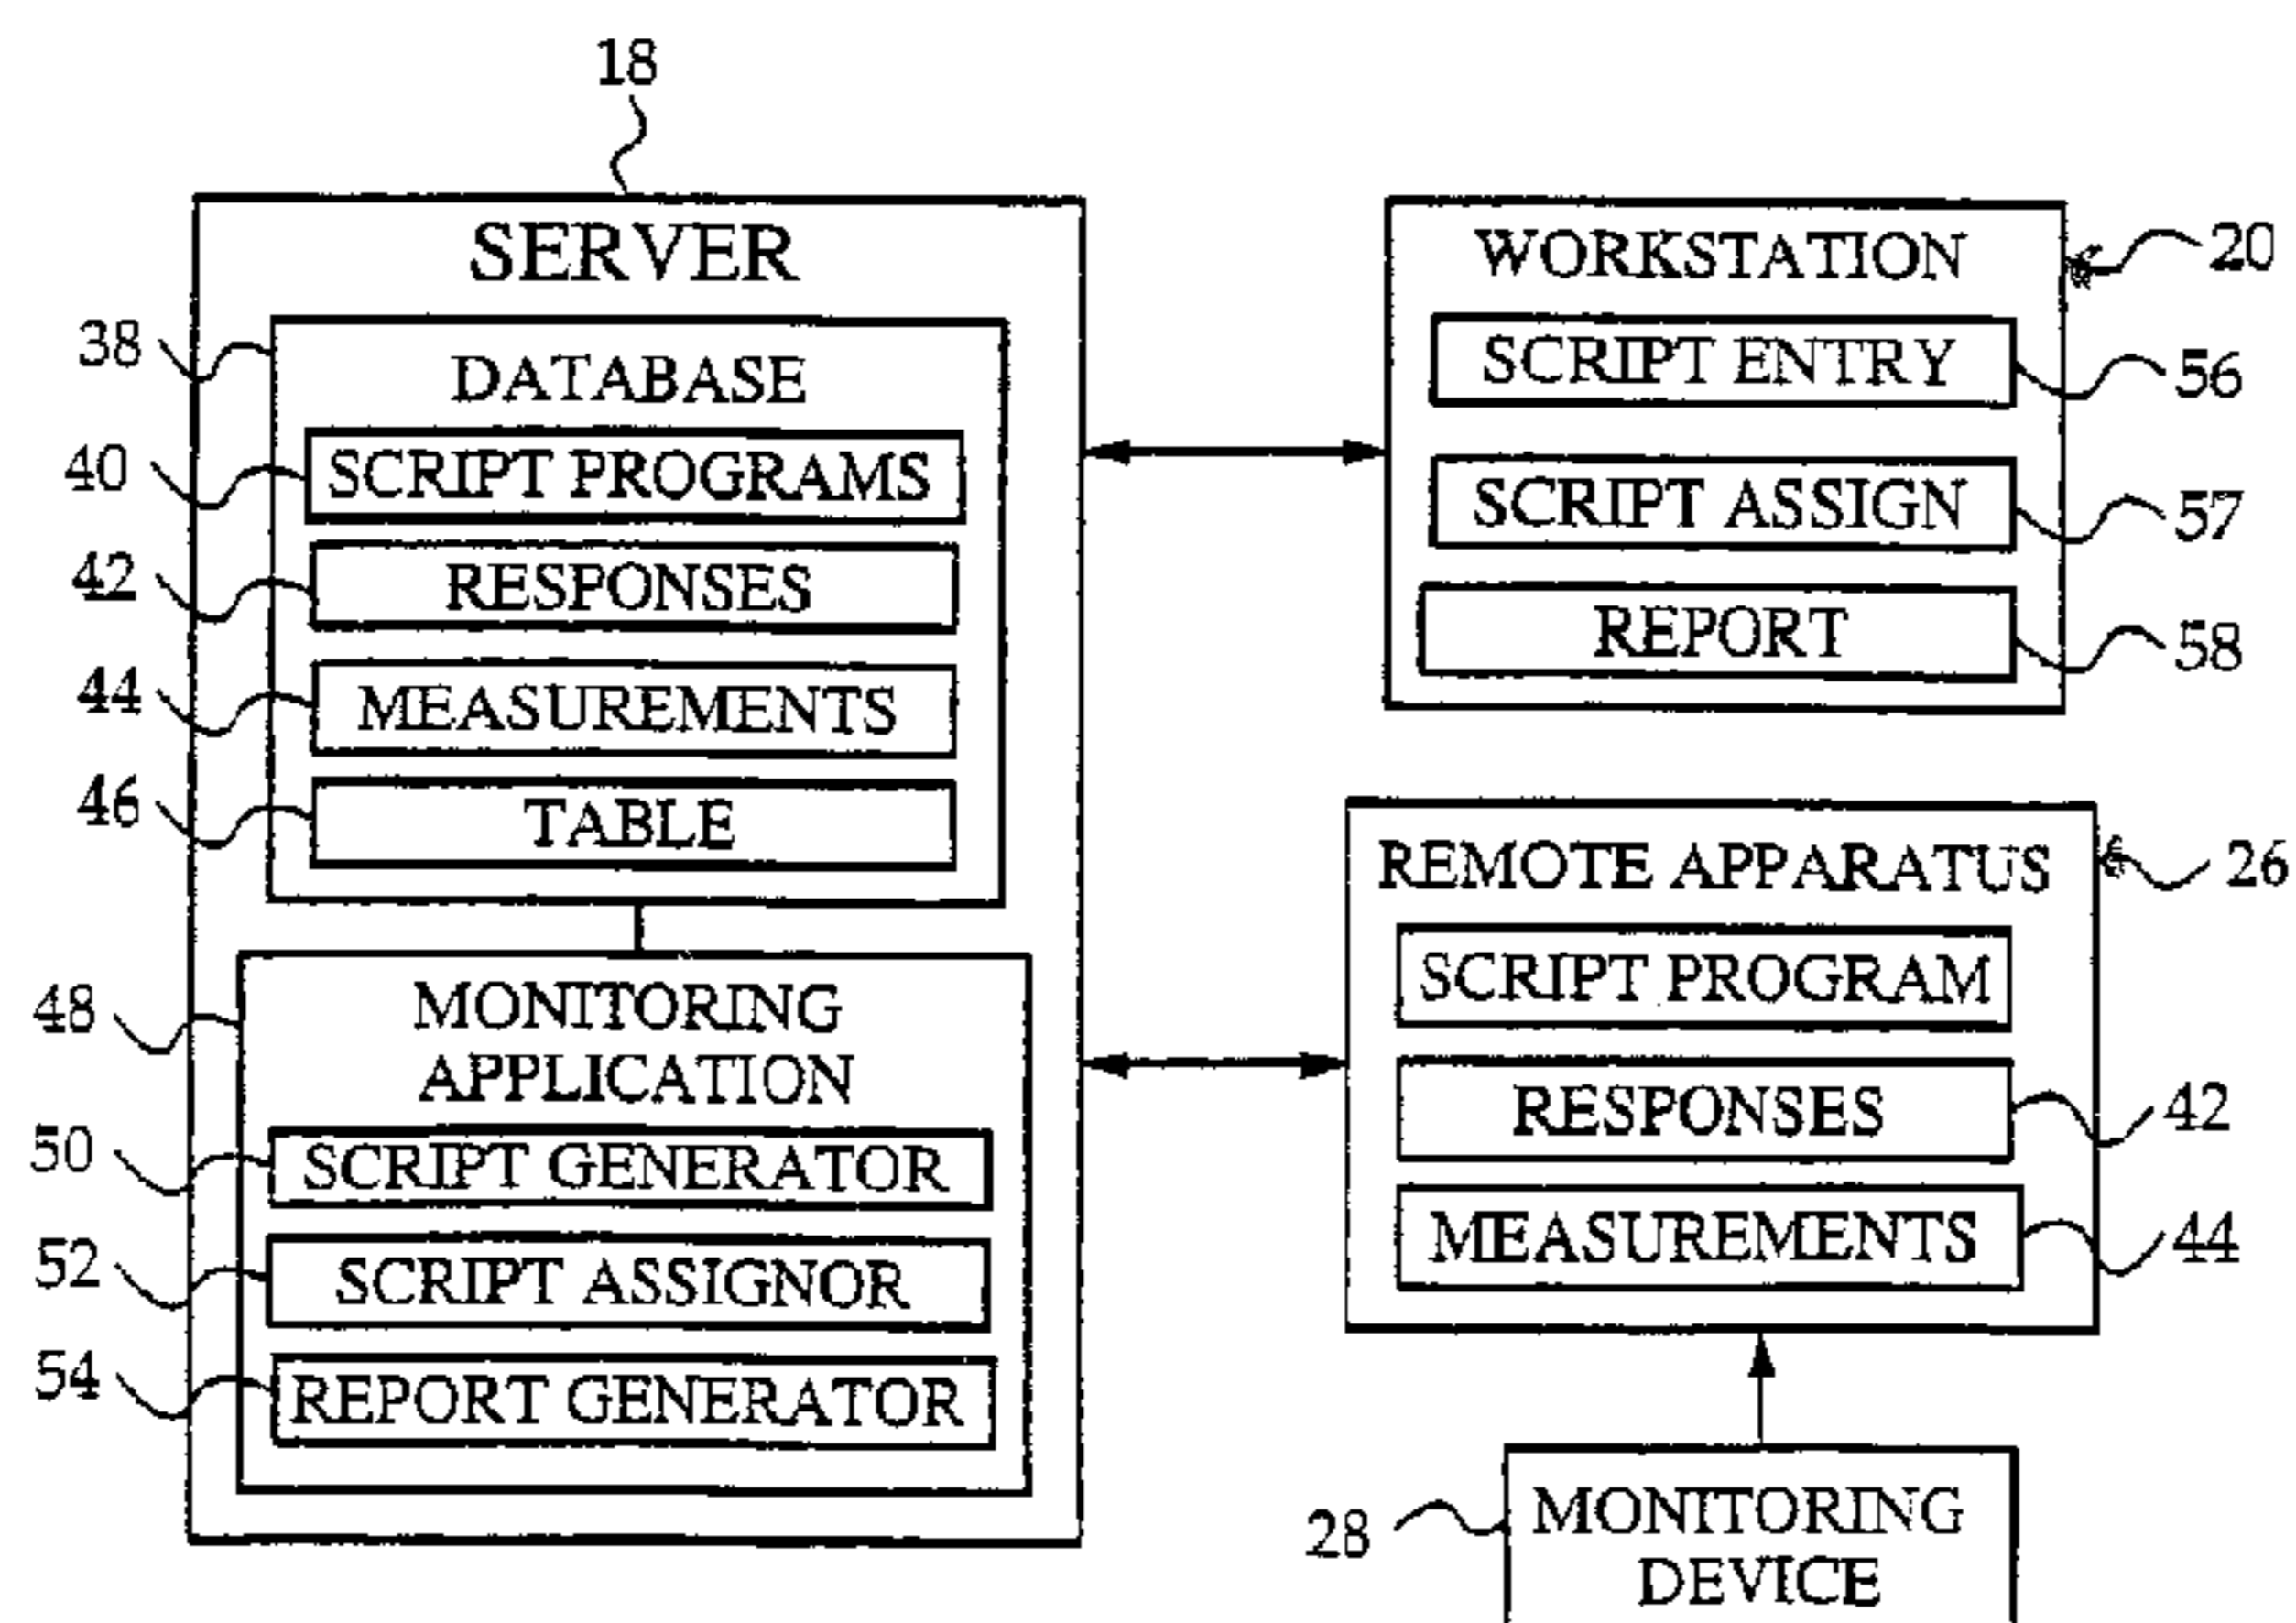 18
SERVER
38
DATABASE
40
SCRIPT PROGRAMS
42
RESPONSES
44
MEASUREMENTS
46
TABLE
48
MONITORING
APPLICATION
50
SCRIPT GENERATOR
52
SCRIPT ASSIGNOR
54
REPORT GENERATOR
WORKSTATION
20
SCRIPT ENTRY
56
SCRIPT ASSIGN
57
REPORT
58
REMOTE APPARATUS
26
SCRIPT PROGRAM
RESPONSES
42
MEASUREMENTS
44
28
MONITORING
DEVICE